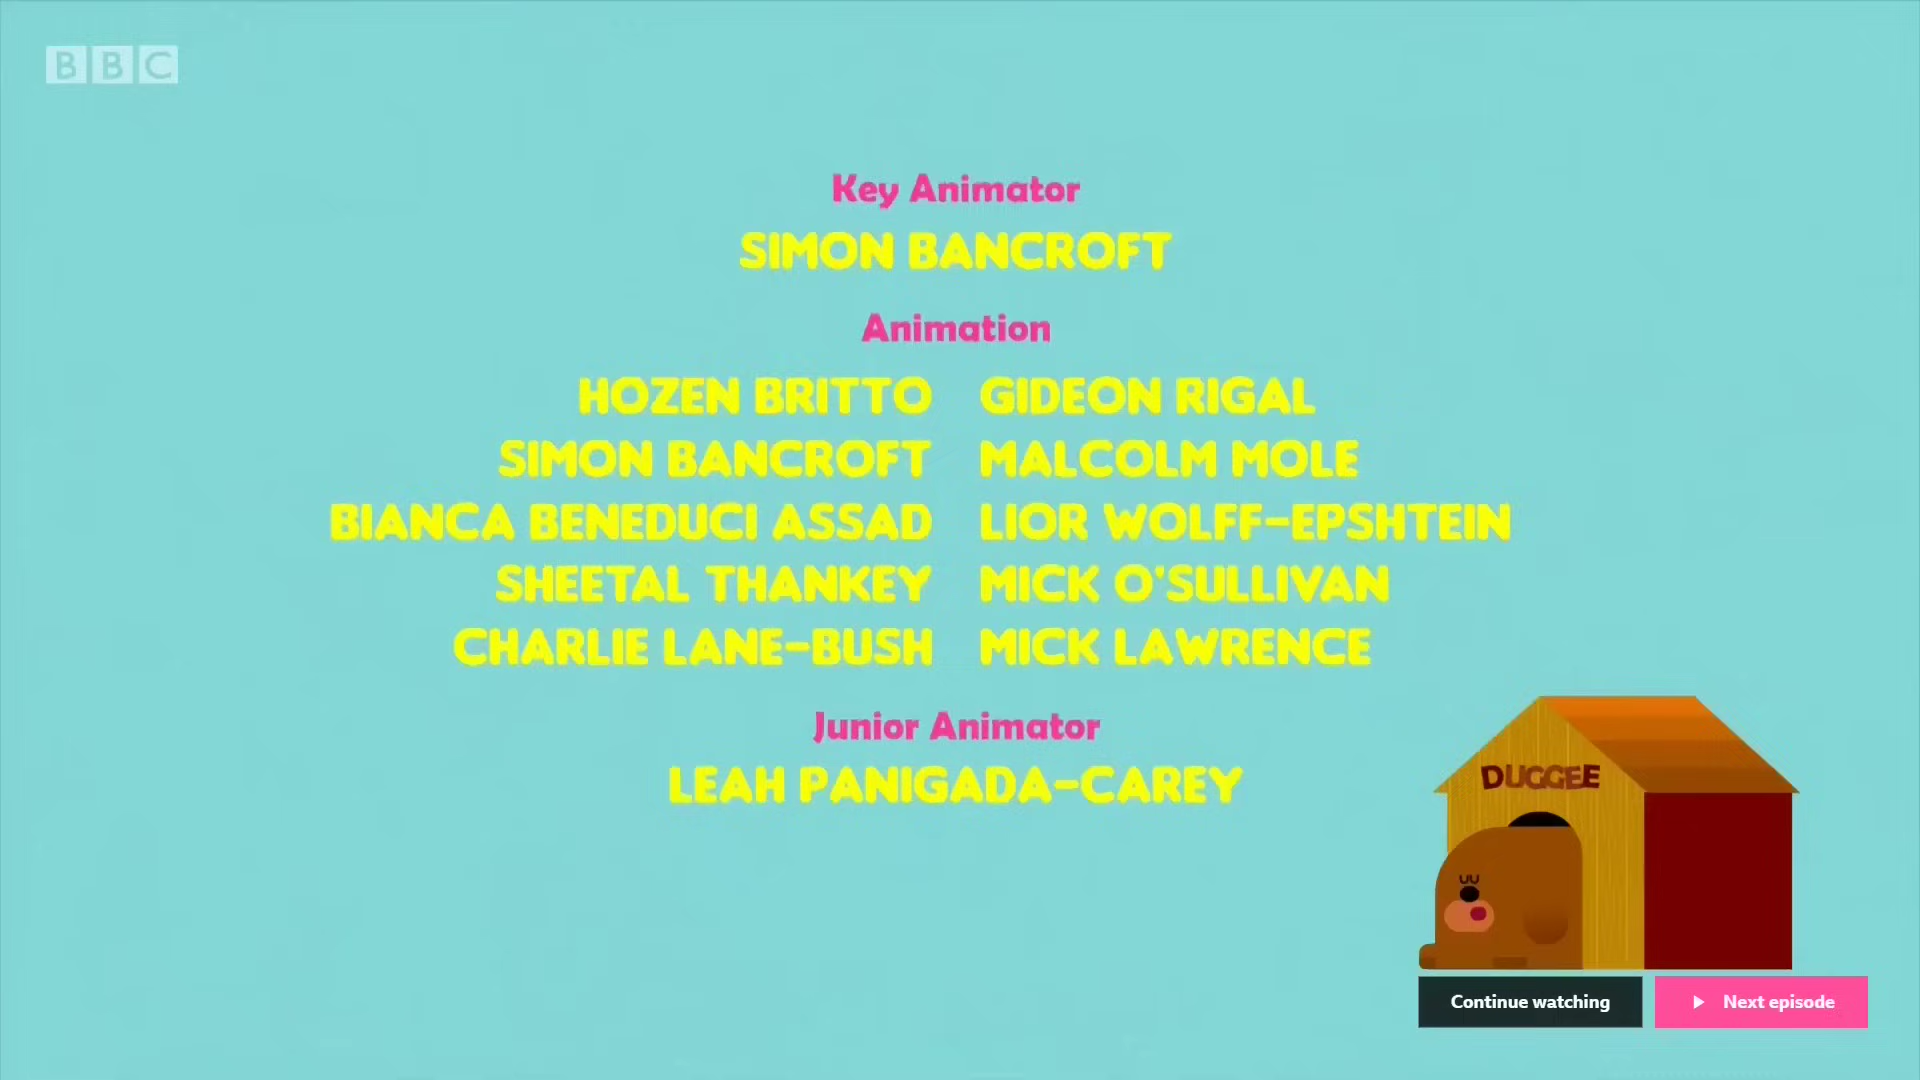 BBC
Key Animator
SIMON BANCROFT
Animation
HOZEN BRITTO GIDEON RIGAL
SIMON BANCROFT MALCOLM MOLE
BIANCA BENEDUCI ASSAD LIOR WOLFF-EPSHTEIN
SHEETAL THANKEY MICK O'SULLIVAN
CHARLIE LANE-BUSH MICK LAWRENCE
Junior Animator
LEAH PANIGADA-CAREY
DUGGEE
Continue watching
Next episode